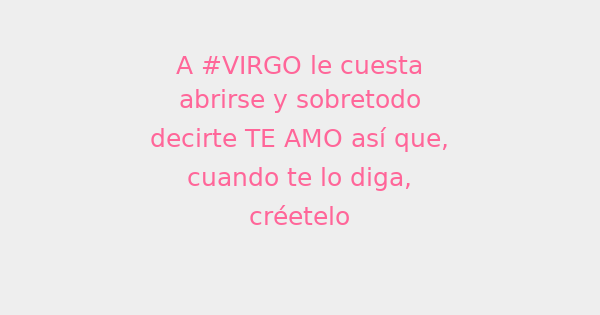 A #VIRGO le cuesta
abrirse y sobretodo
decirte TE AMO así que,
cuando te lo diga,
créetelo